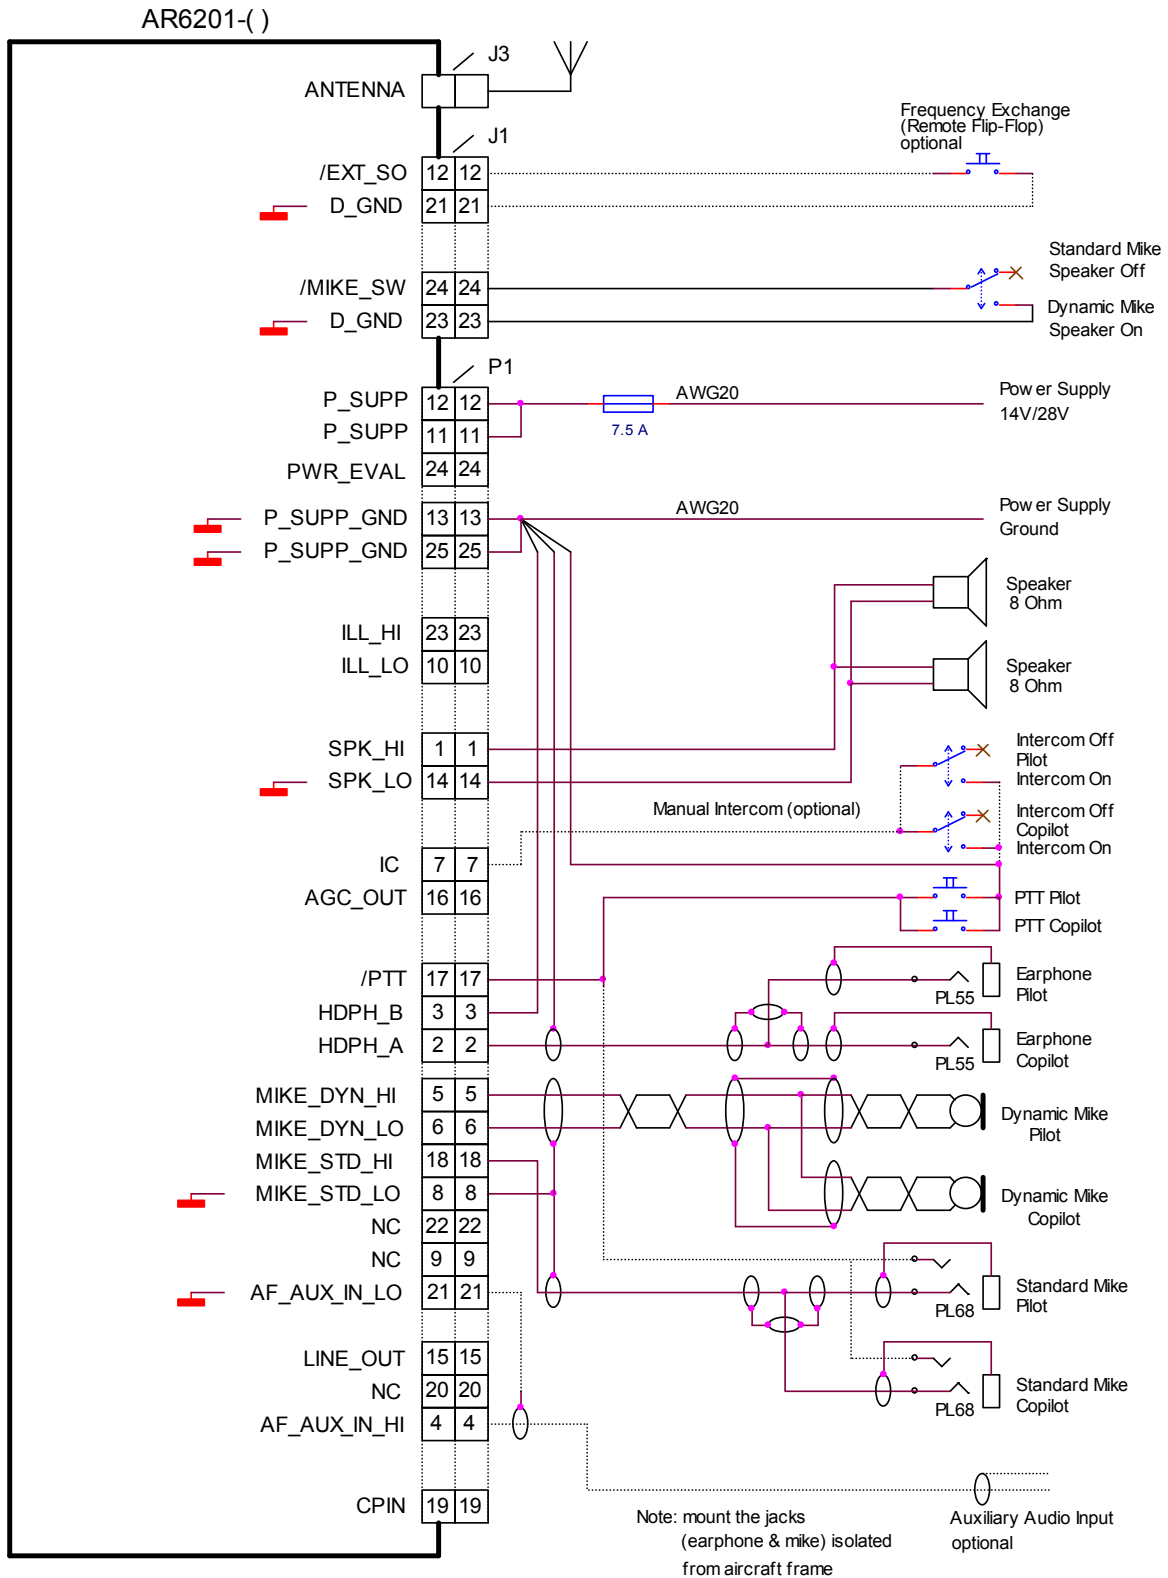 AR6201-( )
J3
ANTENNA
J1
Frequency Exchange
(Remote Flip-Flop)
optional
/EXT_SO 12 12
D_GND 21 21
Standard Mike
Speaker Off
/MIKE_SW 24 24
D_GND 23 23
Dynamic Mike
Speaker On
P1
P_SUPP 12 12
AWG20
Power Supply
14V/28V
P_SUPP 11 11
7.5 A
PWR_EVAL 24 24
P_SUPP_GND 13 13
AWG20
Power Supply
Ground
P_SUPP_GND 25 25
Speaker
8 Ohm
ILL_HI 23 23
ILL_LO 10 10
Speaker
8 Ohm
SPK_HI 1 1
SPK_LO 14 14
Intercom Off
Pilot
Intercom On
Manual Intercom (optional)
Intercom Off
Copilot
Intercom On
IC 7 7
AGC_OUT 16 16
PTT Pilot
PTT Copilot
/PTT 17 17
Earphone
Pilot
PL55
HDPH_B 3 3
HDPH_A 2 2
Earphone
Copilot
PL55
MIKE_DYN_HI 5 5
MIKE_DYN_LO 6 6
Dynamic Mike
Pilot
MIKE_STD_HI 18 18
MIKE_STD_LO 8 8
Dynamic Mike
Copilot
NC 22 22
NC 9 9
AF_AUX_IN_LO 21 21
Standard Mike
Pilot
PL68
LINE_OUT 15 15
NC 20 20
Standard Mike
Copilot
PL68
AF_AUX_IN_HI 4 4
CPIN 19 19
Note: mount the jacks
(earphone & mike) isolated
from aircraft frame
Auxiliary Audio Input
optional